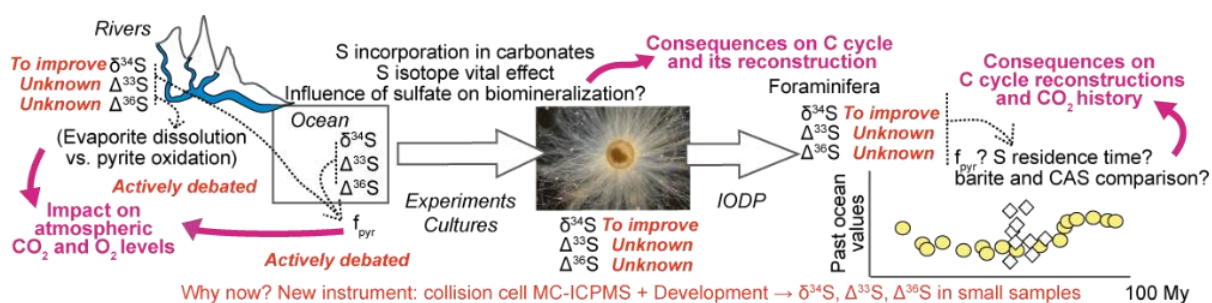 Rivers
To improve δ³⁴S
Unknown Δ³³S
Unknown Δ³⁶S
(Evaporite dissolution
vs. pyrite oxidation)
Actively debated
Impact on
atmospheric
CO₂ and O₂ levels
Ocean
δ³⁴S
Δ³³S
Δ³⁶S
f_pyr
Actively debated
S incorporation in carbonates
S isotope vital effect
Influence of sulfate on biomineralization?
Consequences on C cycle
and its reconstruction
Experiments
Cultures
δ³⁴S To improve
Δ³³S Unknown
Δ³⁶S Unknown
IODP
Foraminifera
δ³⁴S To improve
Δ³³S Unknown
Δ³⁶S Unknown
Consequences on
C cycle reconstructions
and CO₂ history
f_pyr? S residence time?
barite and CAS comparison?
Past ocean
values
100 My
Why now? New instrument: collision cell MC-ICPMS + Development → δ³⁴S, Δ³³S, Δ³⁶S in small samples